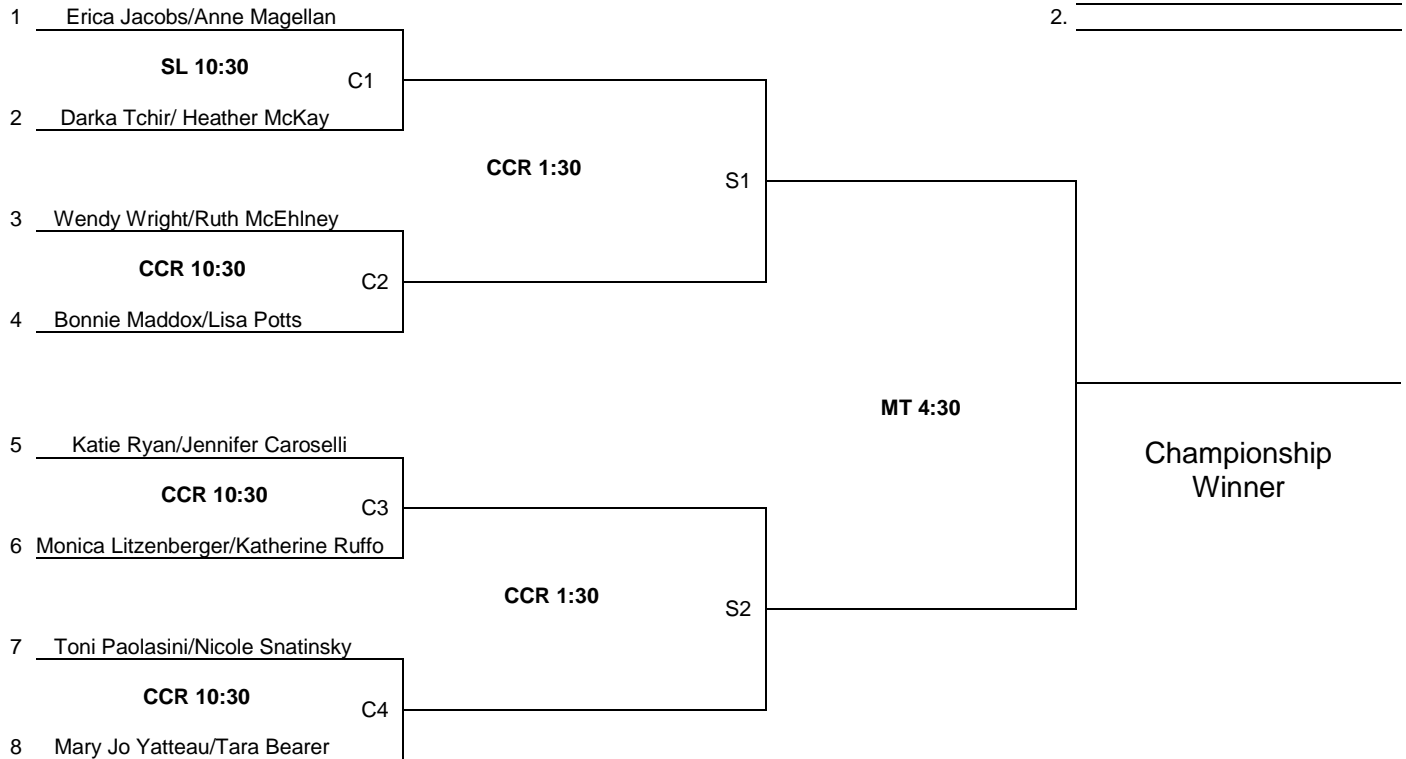 1 Erica Jacobs/Anne Magellan
2.
SL 10:30
C1
2 Darka Tchir/ Heather McKay
CCR 1:30
S1
3 Wendy Wright/Ruth McEhlney
CCR 10:30
C2
4 Bonnie Maddox/Lisa Potts
MT 4:30
5 Katie Ryan/Jennifer Caroselli
Championship
Winner
CCR 10:30
C3
6 Monica Litzenberger/Katherine Ruffo
CCR 1:30
S2
7 Toni Paolasini/Nicole Snatinsky
CCR 10:30
C4
8 Mary Jo Yatteau/Tara Bearer